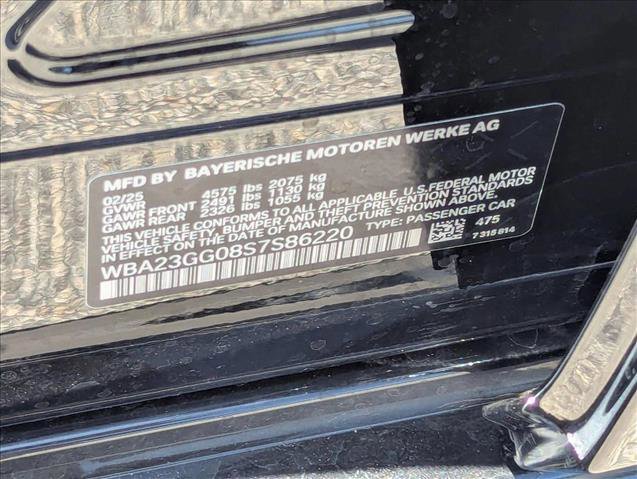 MFD BY BAYERISCHE MOTOREN WERKE AG
02/25
GVWR 4575 lbs 2075 kg
GAWR FRONT 2491 lbs 1130 kg
GAWR REAR 2326 lbs 1055 kg
THIS VEHICLE CONFORMS TO ALL APPLICABLE U.S. FEDERAL MOTOR
VEHICLE SAFETY, BUMPER, AND THEFT PREVENTION STANDARDS
IN EFFECT ON THE DATE OF MANUFACTURE SHOWN ABOVE.
WBA23GG08S7S86220 TYPE: PASSENGER CAR
475
7 315 814